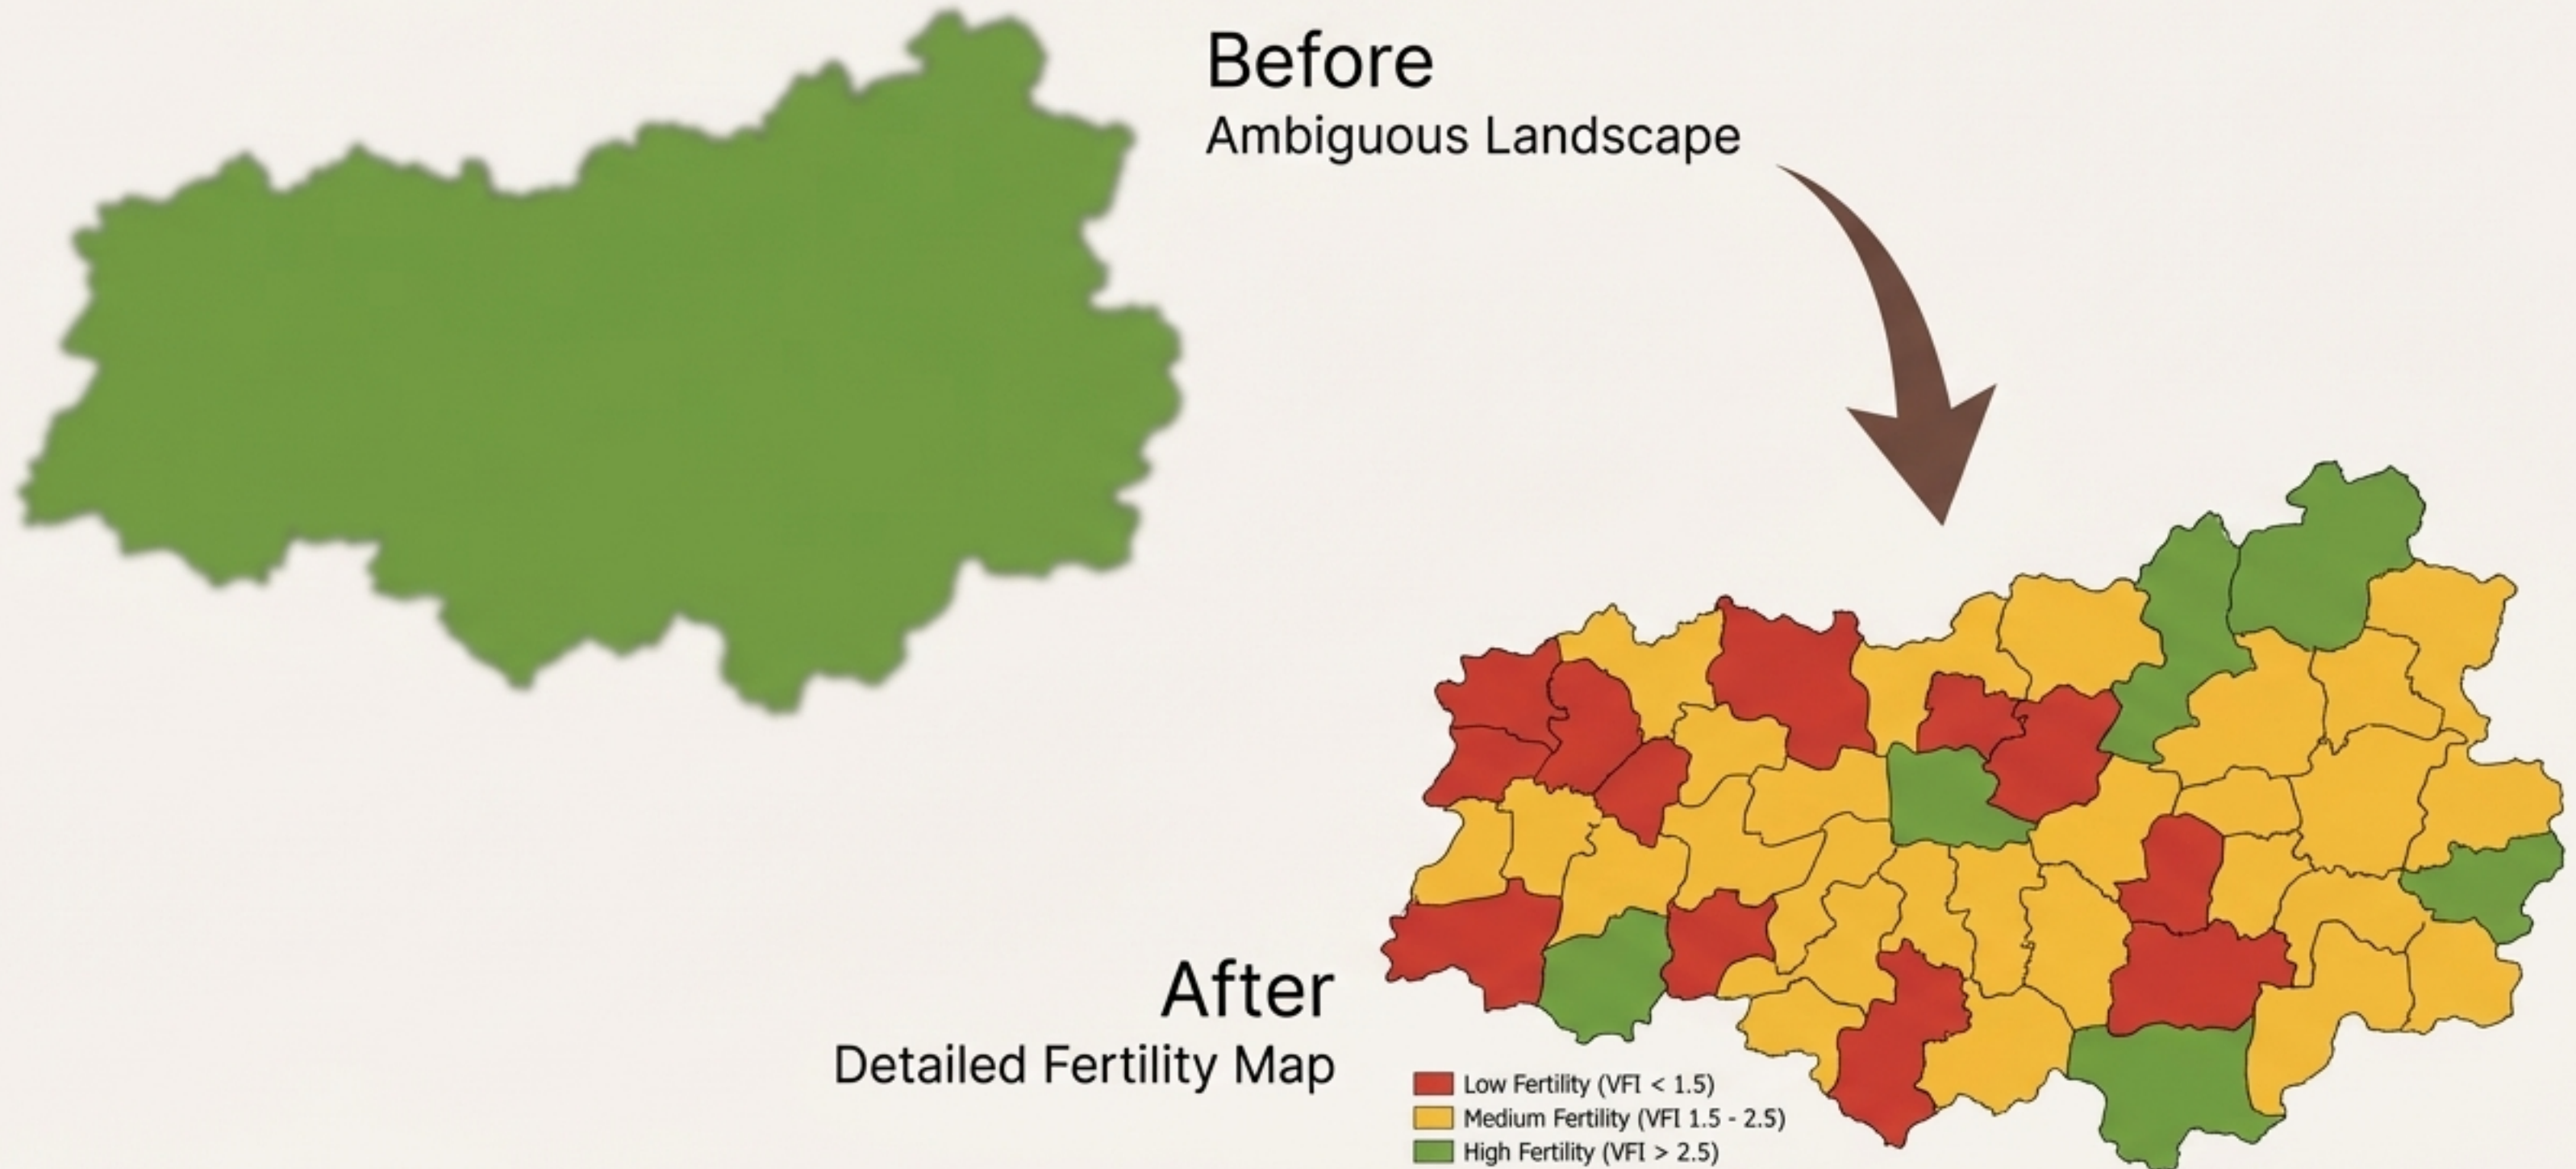 Before
Ambiguous Landscape
After
Detailed Fertility Map
Low Fertility (VFI < 1.5)
Medium Fertility (VFI 1.5 - 2.5)
High Fertility (VFI > 2.5)